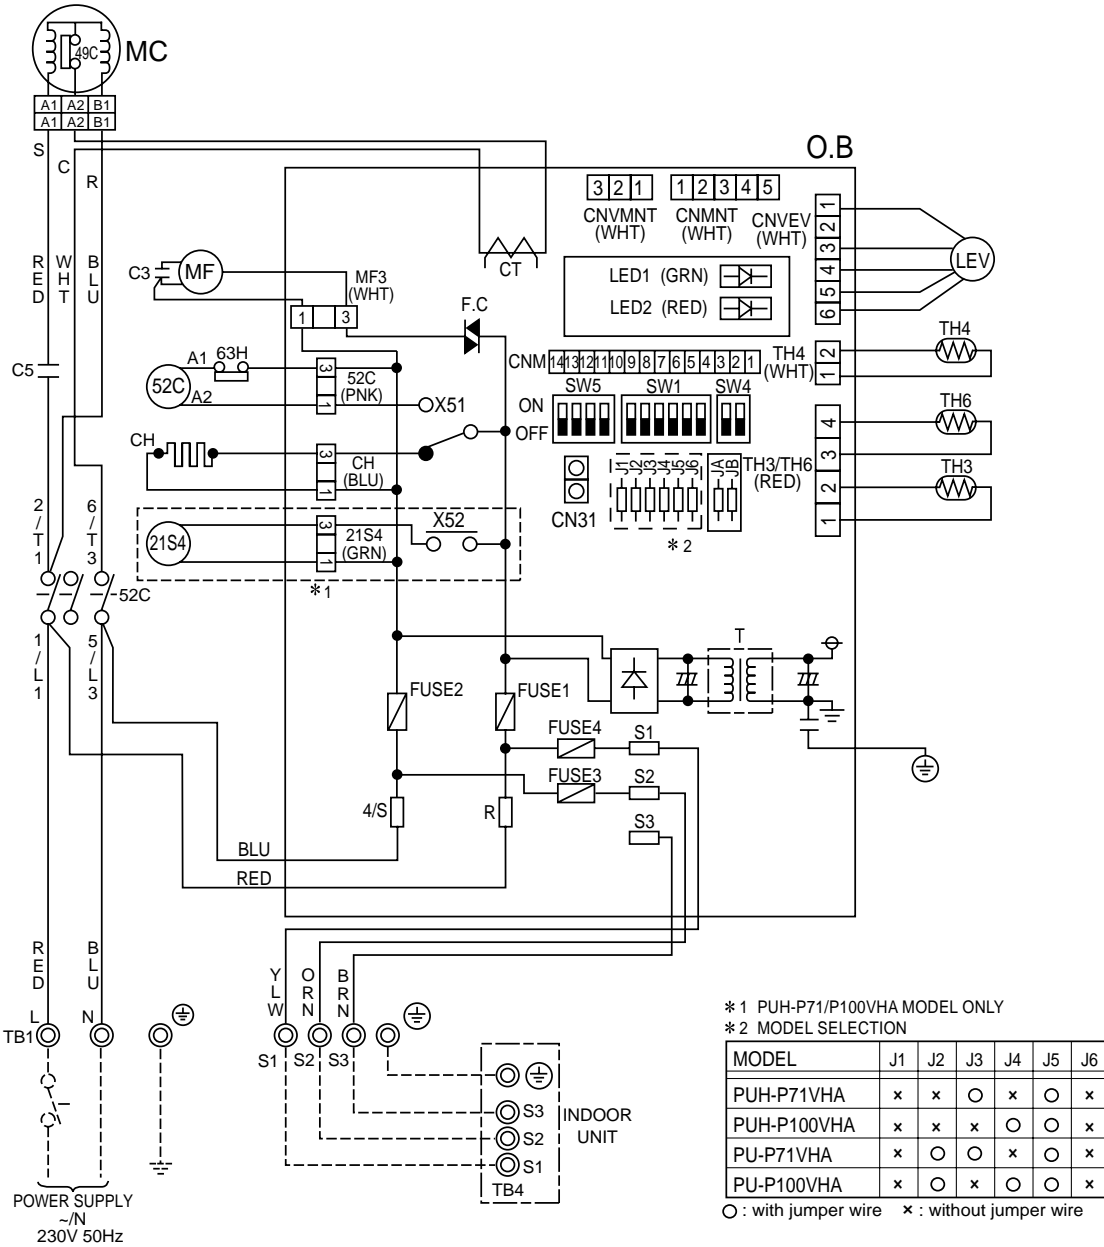 MC
49C
A1 A2 B1
A1 A2 B1
S
C
R
RED
WHT
BLU
O.B
3 2 1
CNVMNT
(WHT)
1 2 3 4 5
CNMNT
(WHT)
CNVEV
(WHT)
1
2
3
4
5
6
LEV
CT
C3
MF
MF3
(WHT)
1 3
F.C
LED1 (GRN)
LED2 (RED)
TH4
CNM
14 13 12 11 10 9 8 7 6 5 4 3 2 1
TH4
(WHT)
2
1
C5
A1
63H
52C
A2
3
1
52C
(PNK)
X51
SW5
SW1
SW4
ON
OFF
TH6
CH
3
1
CH
(BLU)
J1 J2 J3 J4 J5 J6
JA JB
TH3/TH6
(RED)
4
3
2
1
TH3
CN31
*2
2/T1
6/T3
21S4
3
1
21S4
(GRN)
X52
*1
52C
1/L1
5/L3
T
FUSE2
FUSE1
FUSE4
S1
FUSE3
S2
4/S
R
S3
BLU
RED
RED
BLU
YLW
ORN
BRN
L
N
TB1
S1
S2
S3
S3
S2
S1
TB4
INDOOR
UNIT
POWER SUPPLY
~/N
230V 50Hz
*1 PUH-P71/P100VHA MODEL ONLY
*2 MODEL SELECTION
MODEL J1 J2 J3 J4 J5 J6
PUH-P71VHA × × ○ × ○ ×
PUH-P100VHA × × × ○ ○ ×
PU-P71VHA × ○ ○ × ○ ×
PU-P100VHA × ○ × ○ ○ ×
○ : with jumper wire × : without jumper wire